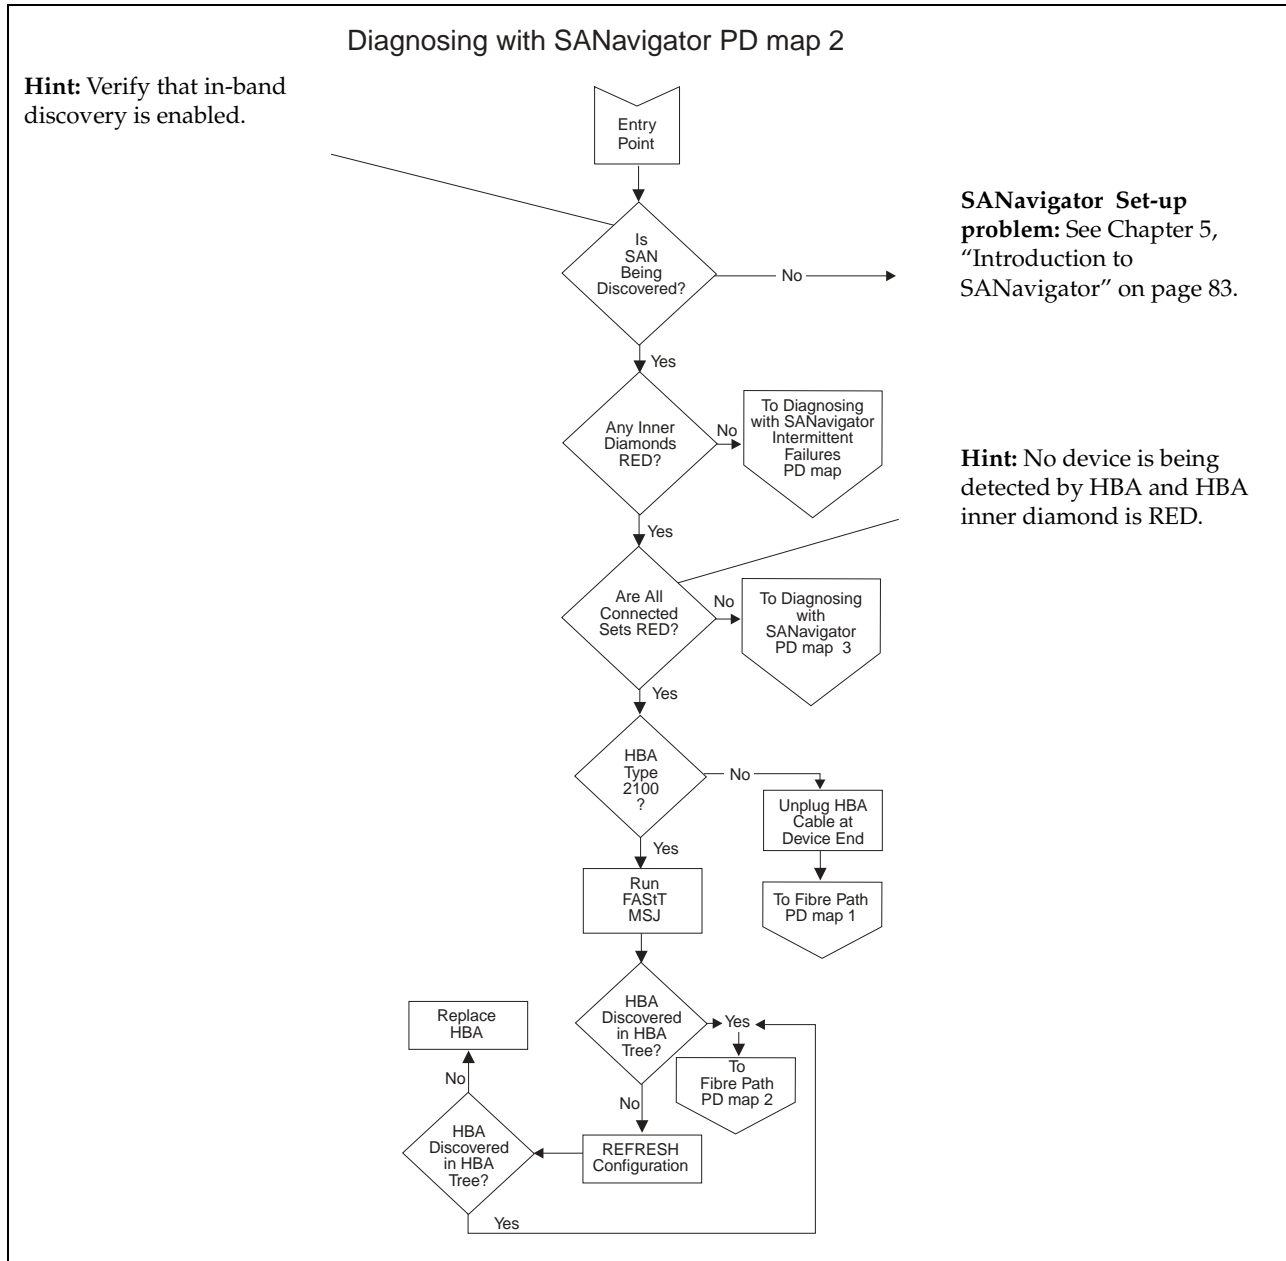 Diagnosing with SANavigator PD map 2
Hint: Verify that in-band
discovery is enabled.
Entry
Point
Is
SAN
Being
Discovered?
No
SANavigator Set-up
problem: See Chapter 5,
“Introduction to
SANavigator” on page 83.
Yes
Any Inner
Diamonds
RED?
No
To Diagnosing
with SANavigator
Intermittent
Failures
PD map
Hint: No device is being
detected by HBA and HBA
inner diamond is RED.
Yes
Are All
Connected
Sets RED?
No
To Diagnosing
with
SANavigator
PD map 3
Yes
HBA
Type
2100
?
No
Unplug HBA
Cable at
Device End
To Fibre Path
PD map 1
Yes
Run
FAStT
MSJ
HBA
Discovered
in HBA
Tree?
Yes
To
Fibre Path
PD map 2
No
REFRESH
Configuration
HBA
Discovered
in HBA
Tree?
No
Replace
HBA
Yes